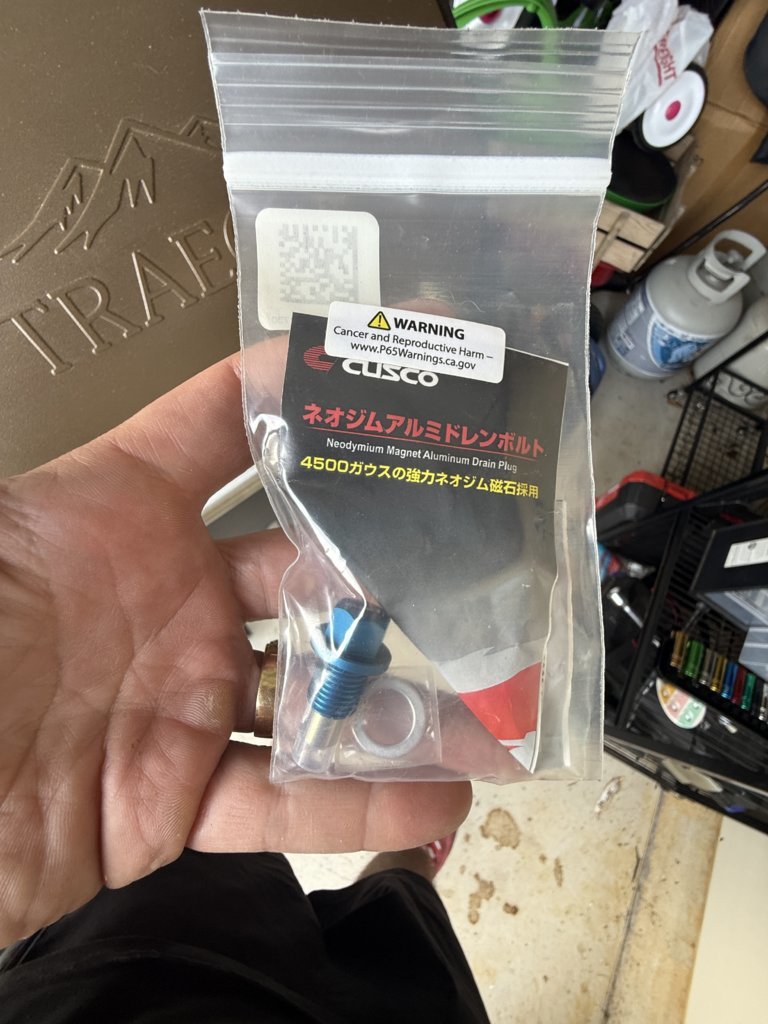 TRAEG
WARNING
Cancer and Reproductive Harm –
www.P65Warnings.ca.gov
CUSCO
ネオジムアルミドレンボルト
Neodymium Magnet Aluminum Drain Plug
4500ガウスの強力ネオジム磁石採用